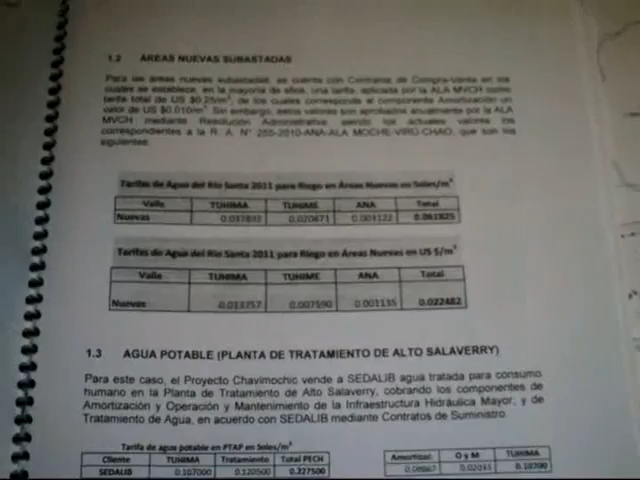 1.2 ÁREAS NUEVAS SUBASTADAS
Para las áreas nuevas subastadas, se cuenta con Contratos de Compra-Venta en los
cuales se establece, en la mayoría de ellos, una tarifa, aplicada por la ALA MVCH como
tarifa total de US $0.25/m³, de los cuales corresponde al componente Amortización un
valor de US $0.010/m³. Sin embargo, estos valores son aprobados anualmente por la ALA
MVCH mediante Resolución Administrativa siendo los actuales valores los
correspondientes a la R. A. N° 255-2010-ANA-ALA MOCHE-VIRÚ-CHAO, que son los
siguientes:
Tarifas de Agua del Río Santa 2011 para Riego en Áreas Nuevas en Soles/m³
Valle TUHIMA TUHIME ANA Total
Nuevas 0.020671 0.061825
Tarifas de Agua del Río Santa 2011 para Riego en Áreas Nuevas en US $/m³
Valle TUHIMA TUHIME ANA Total
Nuevas 0.013757 0.007590 0.001135 0.022482
1.3 AGUA POTABLE (PLANTA DE TRATAMIENTO DE ALTO SALAVERRY)
Para este caso, el Proyecto Chavimochic vende a SEDALIB agua tratada para consumo
humano en la Planta de Tratamiento de Alto Salaverry, cobrando los componentes de
Amortización y Operación y Mantenimiento de la Infraestructura Hidráulica Mayor; y de
Tratamiento de Agua, en acuerdo con SEDALIB mediante Contratos de Suministro.
Tarifa de agua potable en PTAP en Soles/m³
Cliente TUHIMA Tratamiento Total PECH
SEDALIB 0.107000 0.120500 0.227500
Amortizac. O y M TUHIMA